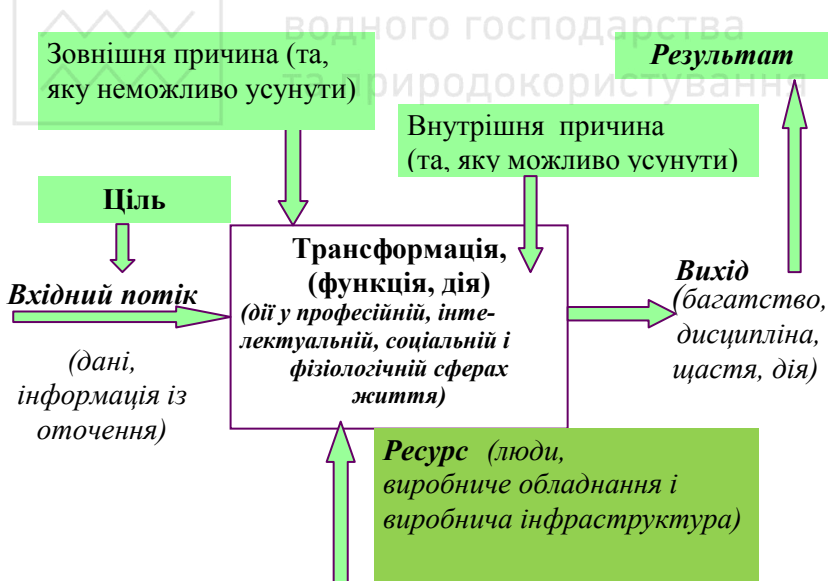 водного господарства
та природокористування
Зовнішня причина (та,
яку неможливо усунути)
Результат
Внутрішня причина
(та, яку можливо усунути)
Ціль
Вхідний потік
(дані,
інформація із
оточення)
Трансформація,
(функція, дія)
(дії у професійній, інте-
лектуальній, соціальній і
фізіологічній сферах
життя)
Вихід
(багатство,
дисципліна,
щастя, дія)
Ресурс (люди,
виробниче обладнання і
виробнича інфраструктура)